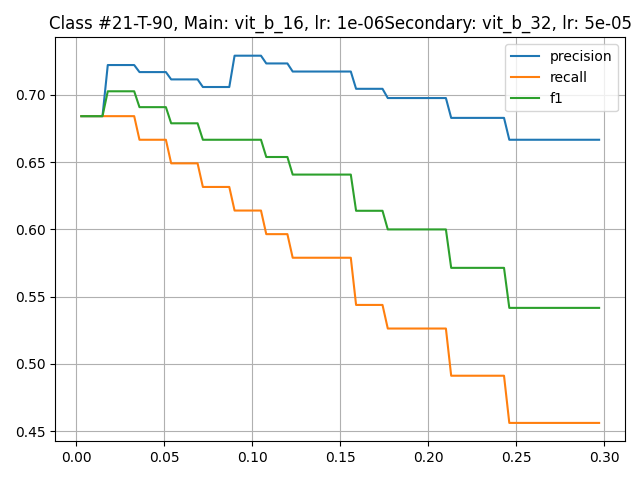 Class #21-T-90, Main: vit_b_16, lr: 1e-06Secondary: vit_b_32, lr: 5e-05
precision
recall
f1
0.70
0.65
0.60
0.55
0.50
0.45
0.00 0.05 0.10 0.15 0.20 0.25 0.30